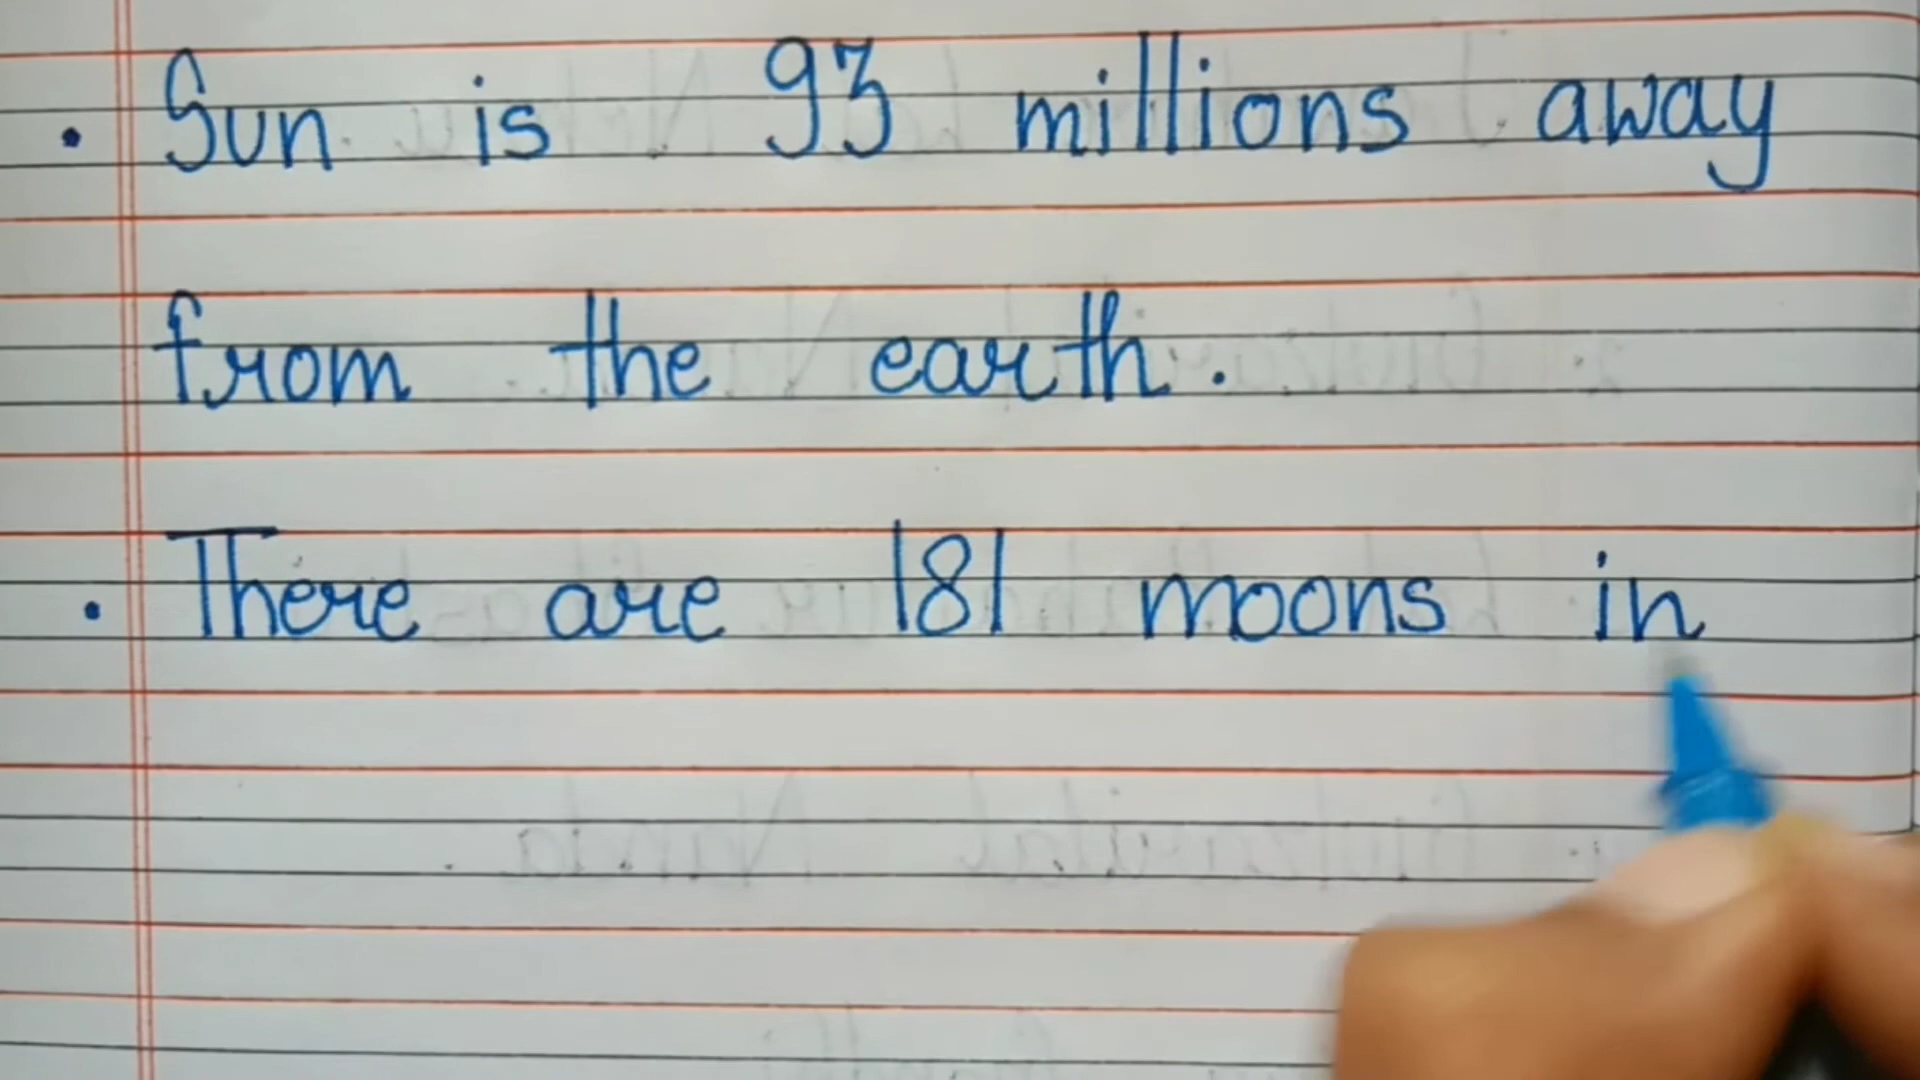 . Sun is 93 millions away
from the earth.
. There are 181 moons in